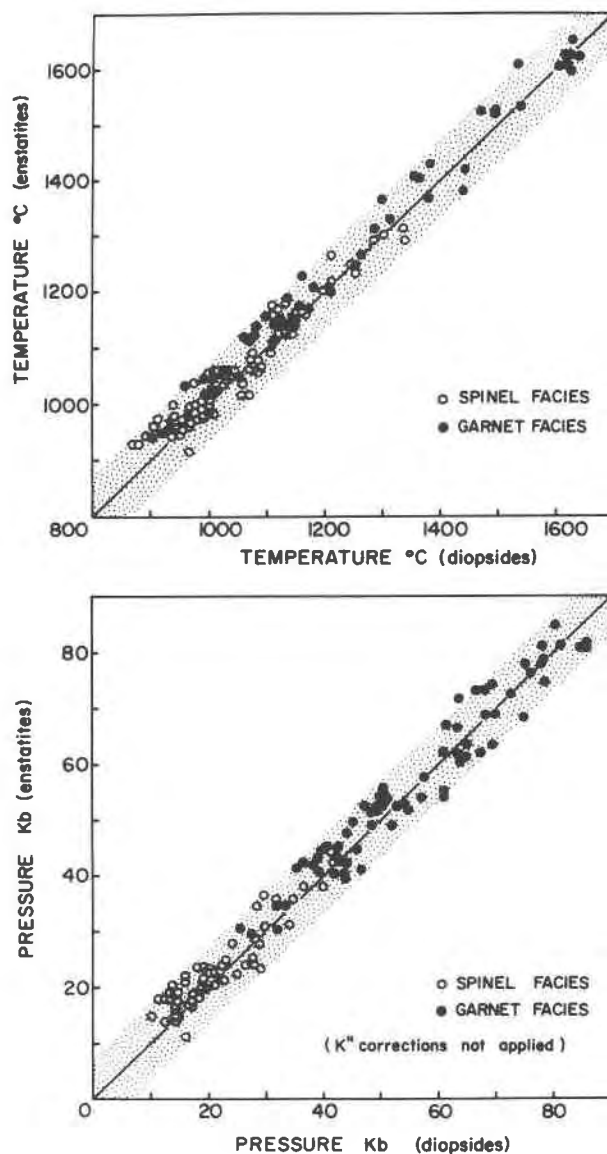 1600
1400
1200
1000
800
TEMPERATURE °C (enstatites)
○ SPINEL FACIES
● GARNET FACIES
1000 1200 1400 1600
TEMPERATURE °C (diopsides)
80
60
40
20
0
PRESSURE Kb (enstatites)
○ SPINEL FACIES
● GARNET FACIES
( K" corrections not applied )
20 40 60 80
PRESSURE Kb (diopsides)